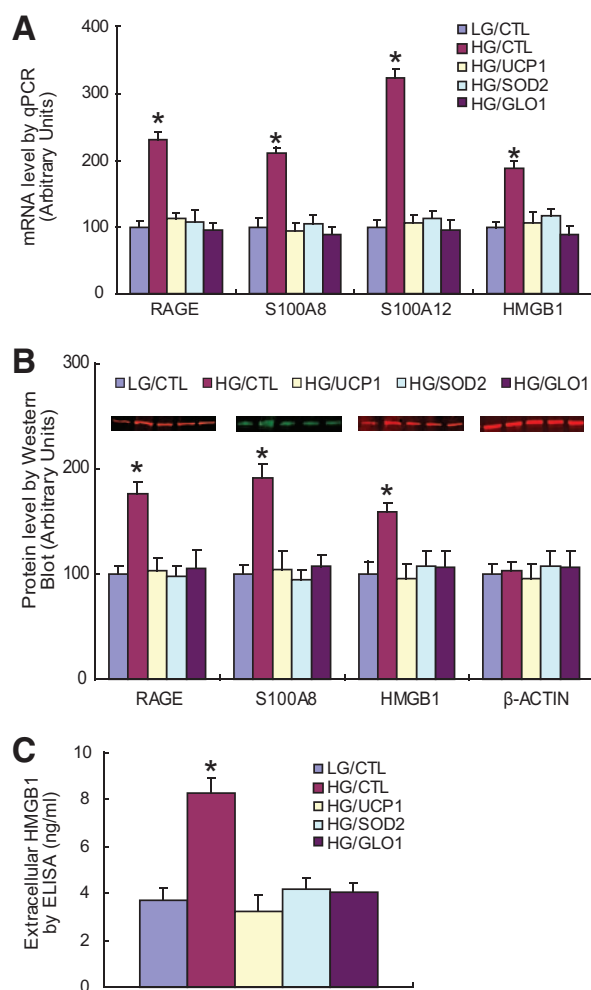 A
mRNA level by qPCR
(Arbitrary Units)
400
300
200
100
0
LG/CTL
HG/CTL
HG/UCP1
HG/SOD2
HG/GLO1
*
*
*
*
RAGE
S100A8
S100A12
HMGB1
B
Protein level by Western
Blot (Arbitrary Units)
300
200
100
0
LG/CTL HG/CTL HG/UCP1 HG/SOD2 HG/GLO1
*
*
*
RAGE
S100A8
HMGB1
β-ACTIN
C
Extracellular HMGB1
by ELISA (ng/ml)
10
8
6
4
2
0
*
LG/CTL
HG/CTL
HG/UCP1
HG/SOD2
HG/GLO1